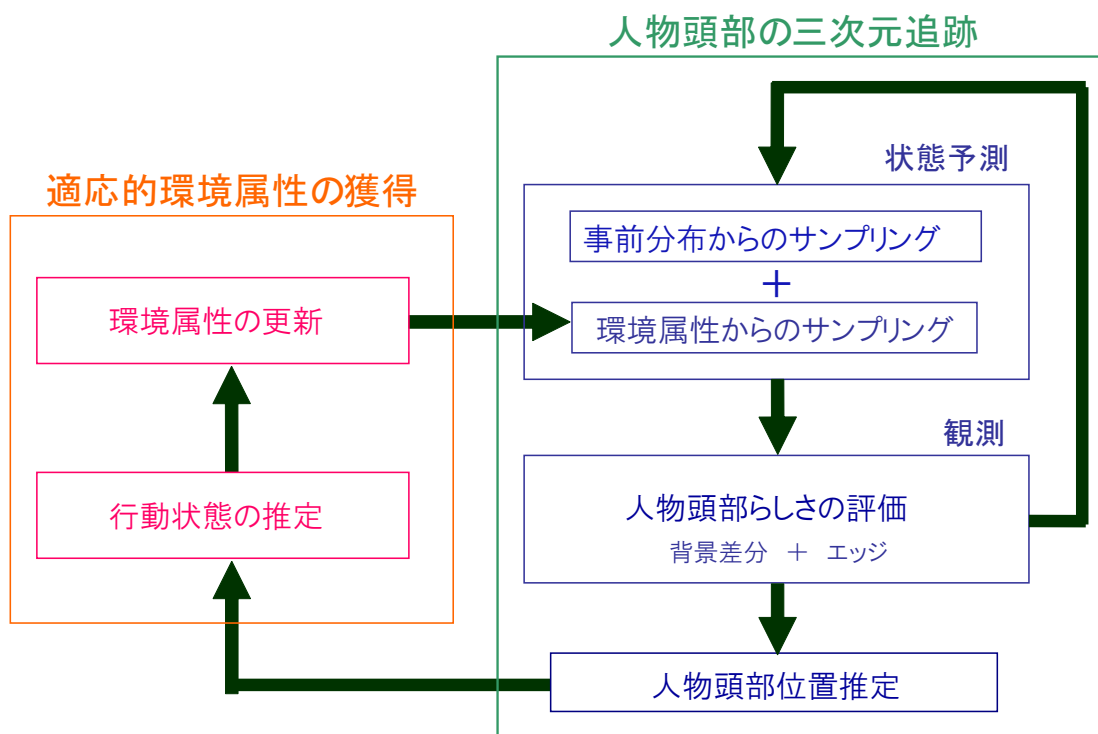 人物頭部の三次元追跡
状態予測
事前分布からのサンプリング
＋
環境属性からのサンプリング
観測
人物頭部らしさの評価
背景差分　＋　エッジ
人物頭部位置推定
適応的環境属性の獲得
環境属性の更新
行動状態の推定